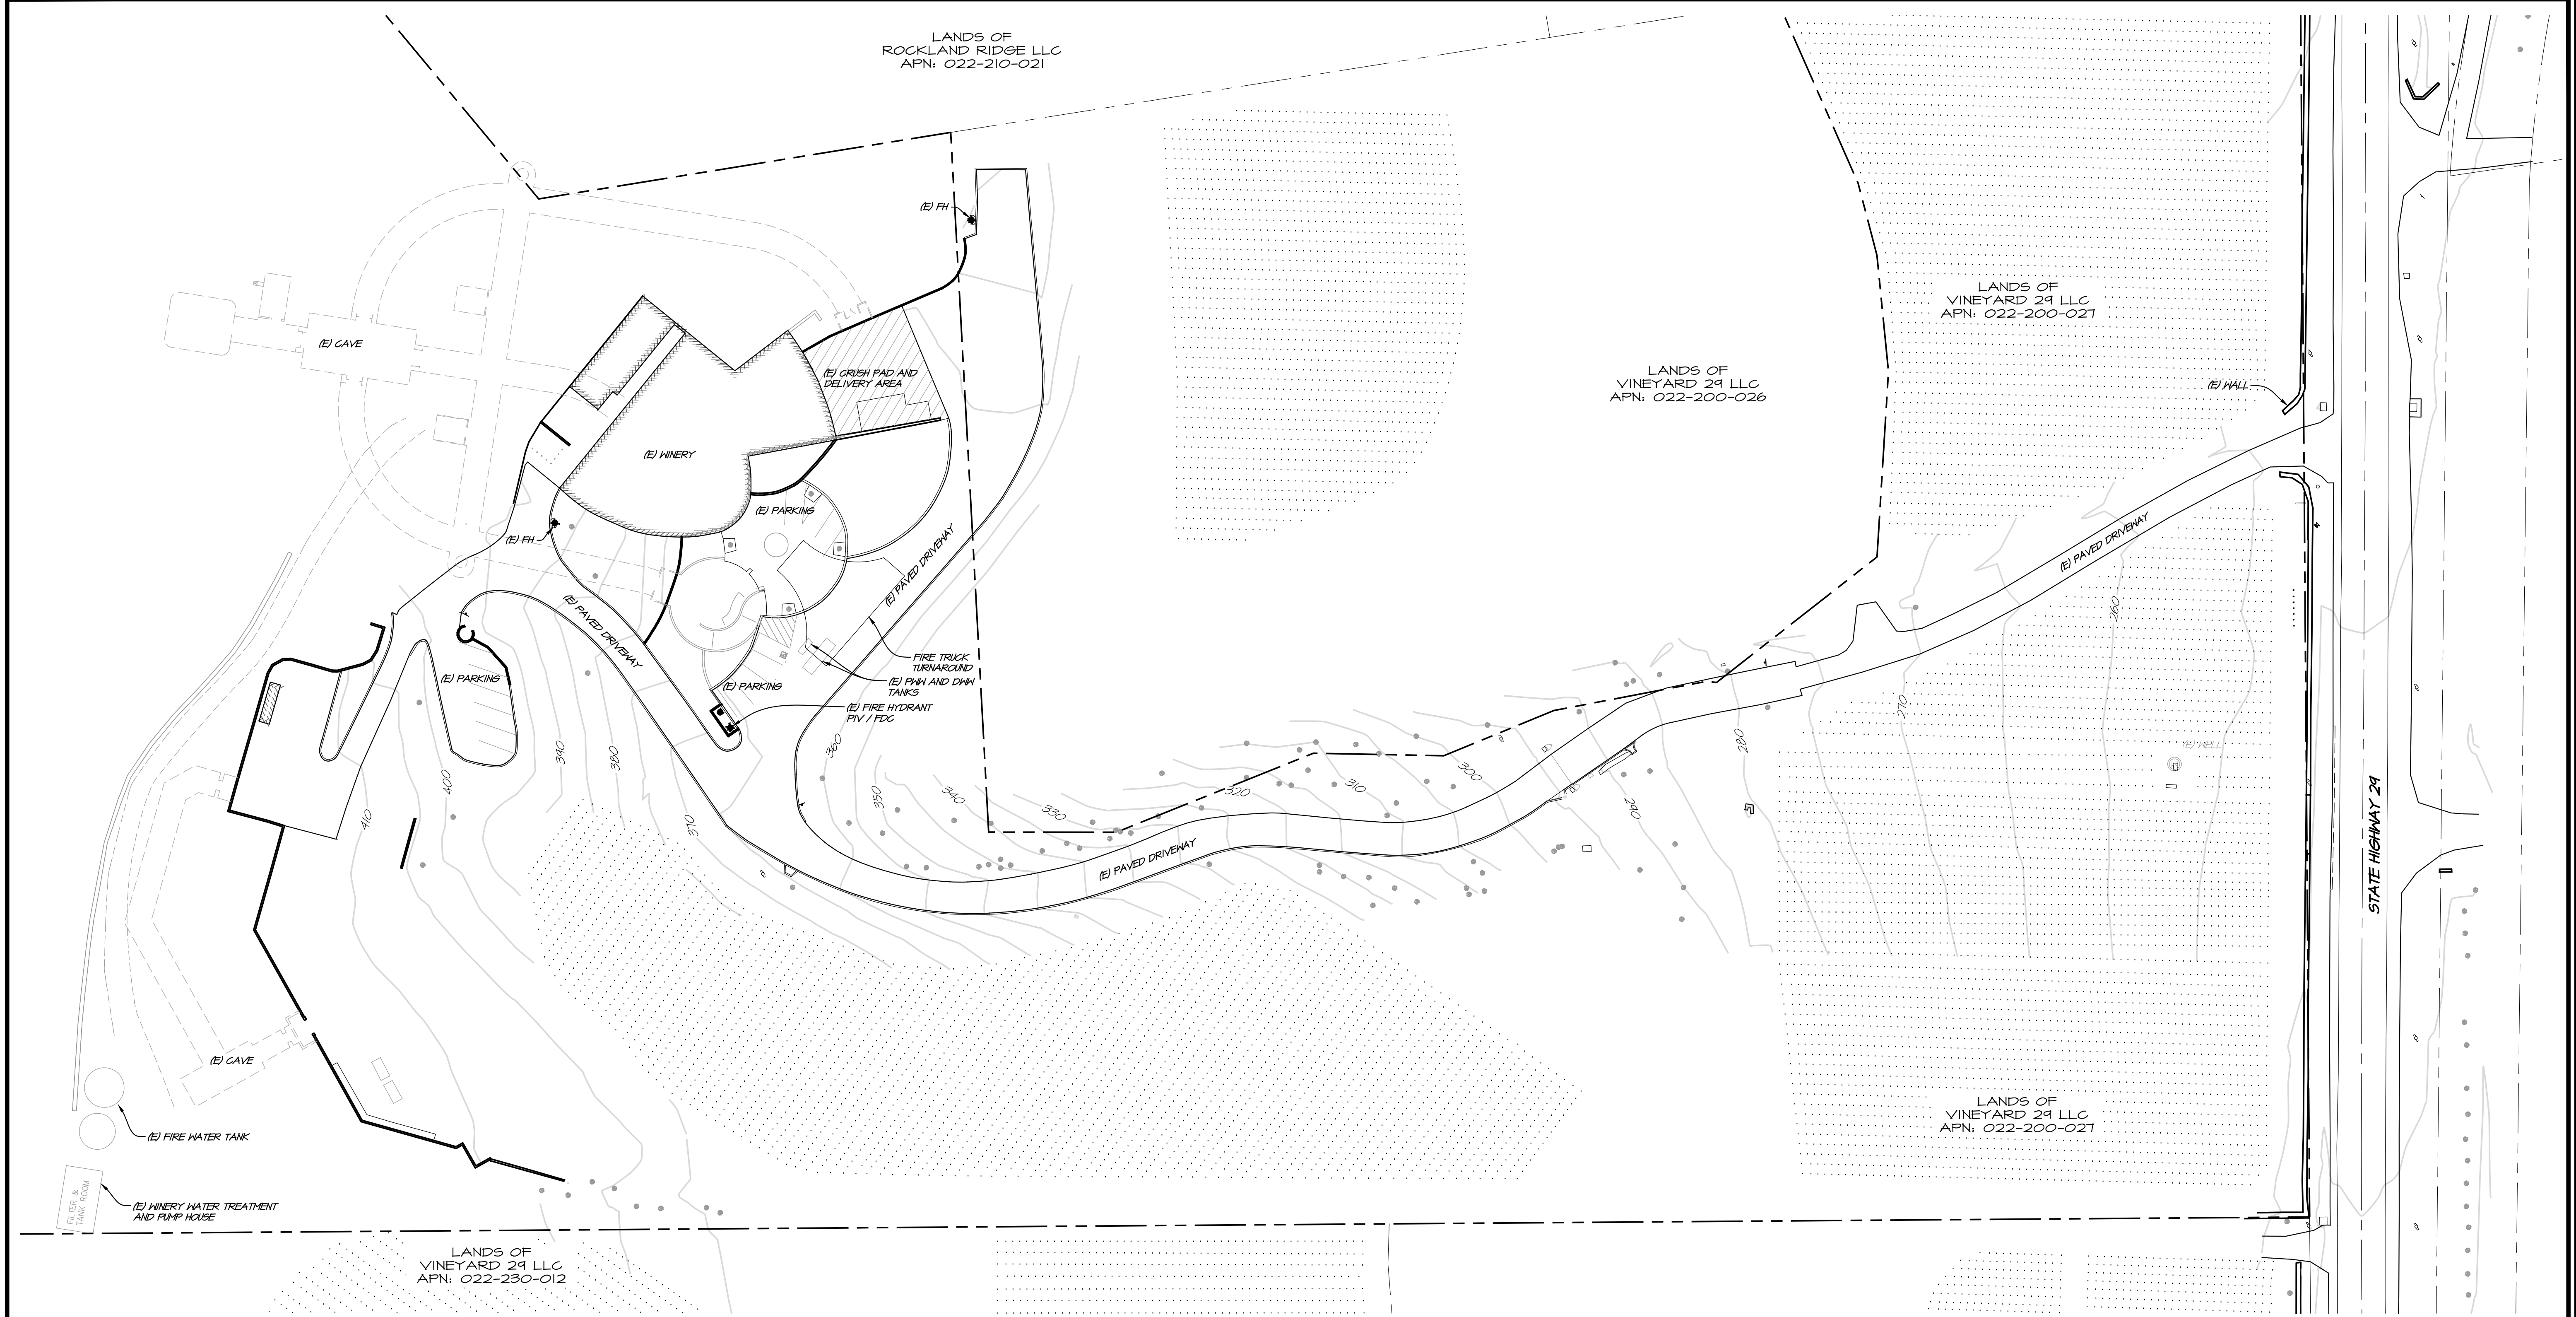 LANDS OF
ROCKLAND RIDGE LLC
APN: 022-210-021
(E) FH
LANDS OF
VINEYARD 29 LLC
APN: 022-200-027
(E) CAVE
(E) CRUSH PAD AND
DELIVERY AREA
LANDS OF
VINEYARD 29 LLC
APN: 022-200-026
(E) WALL
(E) WINERY
(E) PARKING
(E) FH
(E) PAVED DRIVEWAY
(E) PAVED DRIVEWAY
(E) PAVED DRIVEWAY
260
FIRE TRUCK
TURNAROUND
(E) PARKING
(E) PARKING
(E) PWW AND DWW
TANKS
(E) FIRE HYDRANT
PIV / FDC
270
280
(E) WELL
360
390
380
400
410
370
350
340
330
320
310
300
290
STATE HIGHWAY 29
(E) PAVED DRIVEWAY
(E) CAVE
(E) FIRE WATER TANK
LANDS OF
VINEYARD 29 LLC
APN: 022-200-027
FILTER &
TANK ROOM
(E) WINERY WATER TREATMENT
AND PUMP HOUSE
LANDS OF
VINEYARD 29 LLC
APN: 022-230-012